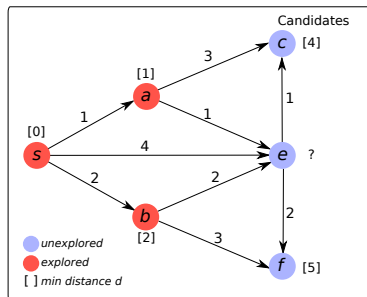 Candidates
c [4]
3
[1]
a
1
1
1
[0]
s
4
e ?
2
2
2
b
[2]
3
f [5]
unexplored
explored
[ ] min distance d